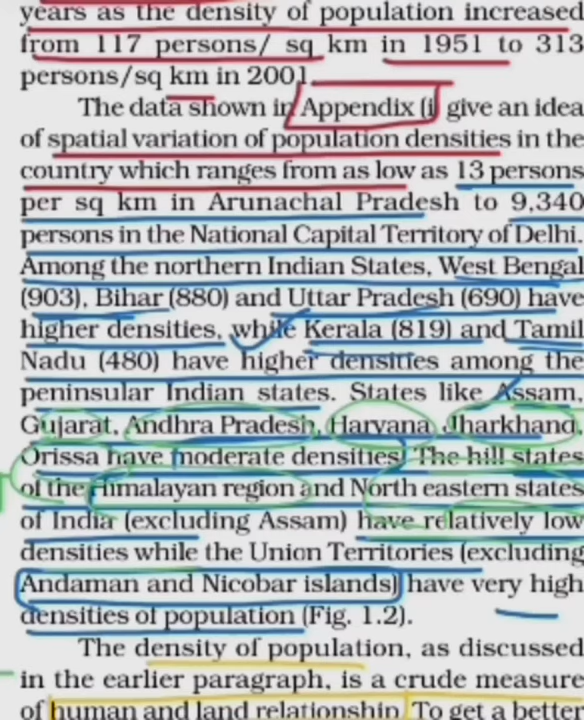 years as the density of population increased
from 117 persons/ sq km in 1951 to 313
persons/sq km in 2001.
The data shown in Appendix (i) give an idea
of spatial variation of population densities in the
country which ranges from as low as 13 persons
per sq km in Arunachal Pradesh to 9,340
persons in the National Capital Territory of Delhi.
Among the northern Indian States, West Bengal
(903), Bihar (880) and Uttar Pradesh (690) have
higher densities, while Kerala (819) and Tamil
Nadu (480) have higher densities among the
peninsular Indian states. States like Assam,
Gujarat, Andhra Pradesh, Haryana, Jharkhand,
Orissa have moderate densities. The hill states
of the Himalayan region and North eastern states
of India (excluding Assam) have relatively low
densities while the Union Territories (excluding
Andaman and Nicobar islands) have very high
densities of population (Fig. 1.2).
The density of population, as discussed
in the earlier paragraph, is a crude measure
of human and land relationship. To get a better